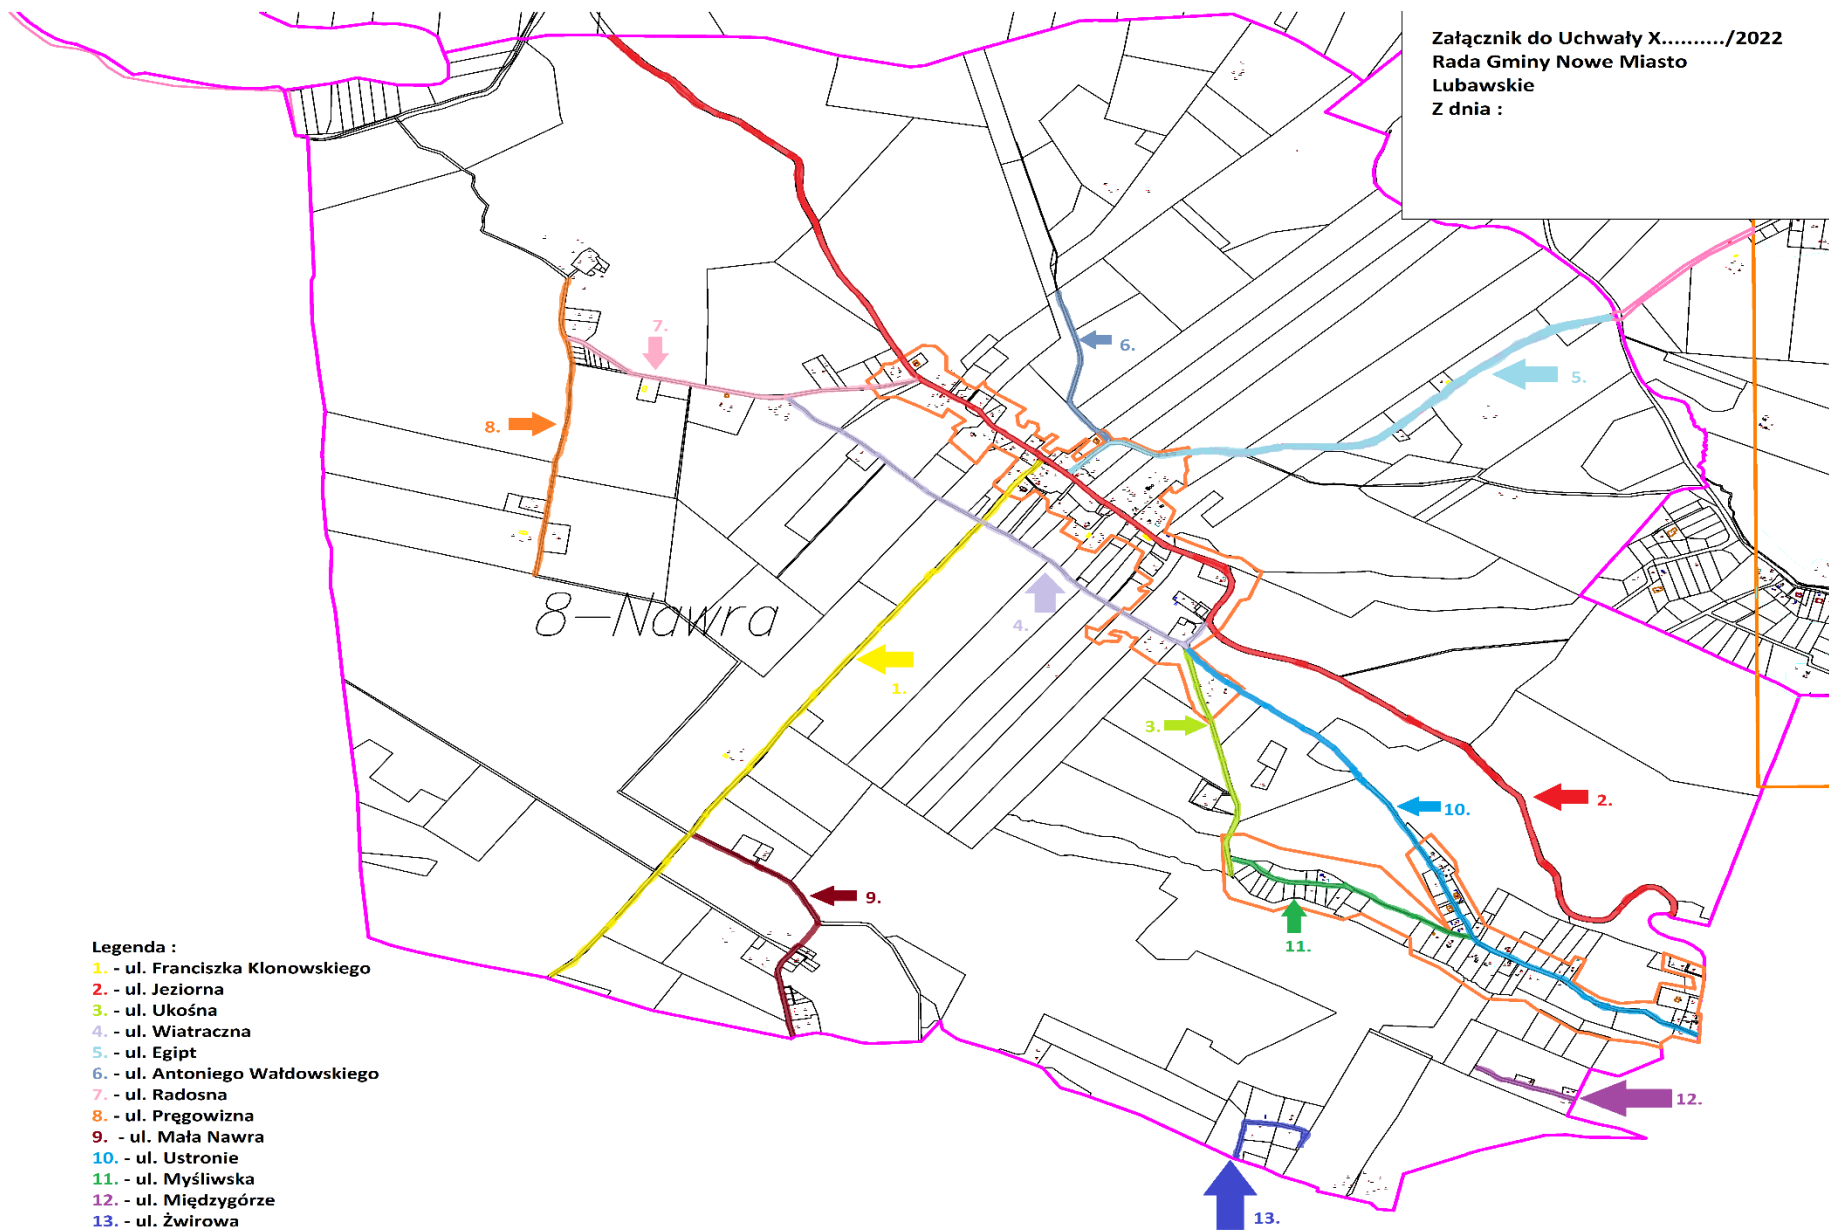 Załącznik do Uchwały X........../2022
Rada Gminy Nowe Miasto
Lubawskie
Z dnia :
7.
6.
5.
8.
8-Nawra
4.
1.
3.
2.
10.
9.
11.
12.
13.
Legenda :
1. - ul. Franciszka Klonowskiego
2. - ul. Jeziorna
3. - ul. Ukośna
4. - ul. Wiatraczna
5. - ul. Egipt
6. - ul. Antoniego Wałdowskiego
7. - ul. Radosna
8. - ul. Pręgowizna
9. - ul. Mała Nawra
10. - ul. Ustronie
11. - ul. Myśliwska
12. - ul. Międzygórze
13. - ul. Żwirowa